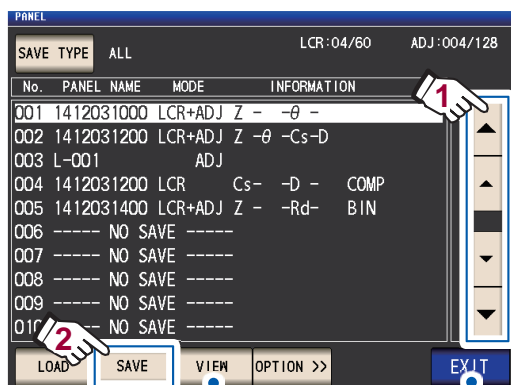 PANEL
SAVE TYPE ALL LCR:04/60 ADJ:004/128
No. PANEL NAME MODE INFORMATION
001 1412031000 LCR+ADJ Z - -θ -
002 1412031200 LCR+ADJ Z -θ -Cs-D
003 L-001 ADJ
004 1412031200 LCR Cs- -D - COMP
005 1412031400 LCR+ADJ Z - -Rd- BIN
006 ----- NO SAVE -----
007 ----- NO SAVE -----
008 ----- NO SAVE -----
009 ----- NO SAVE -----
010 ----- NO SAVE -----
1
2
LOAD SAVE VIEW OPTION >> EXIT